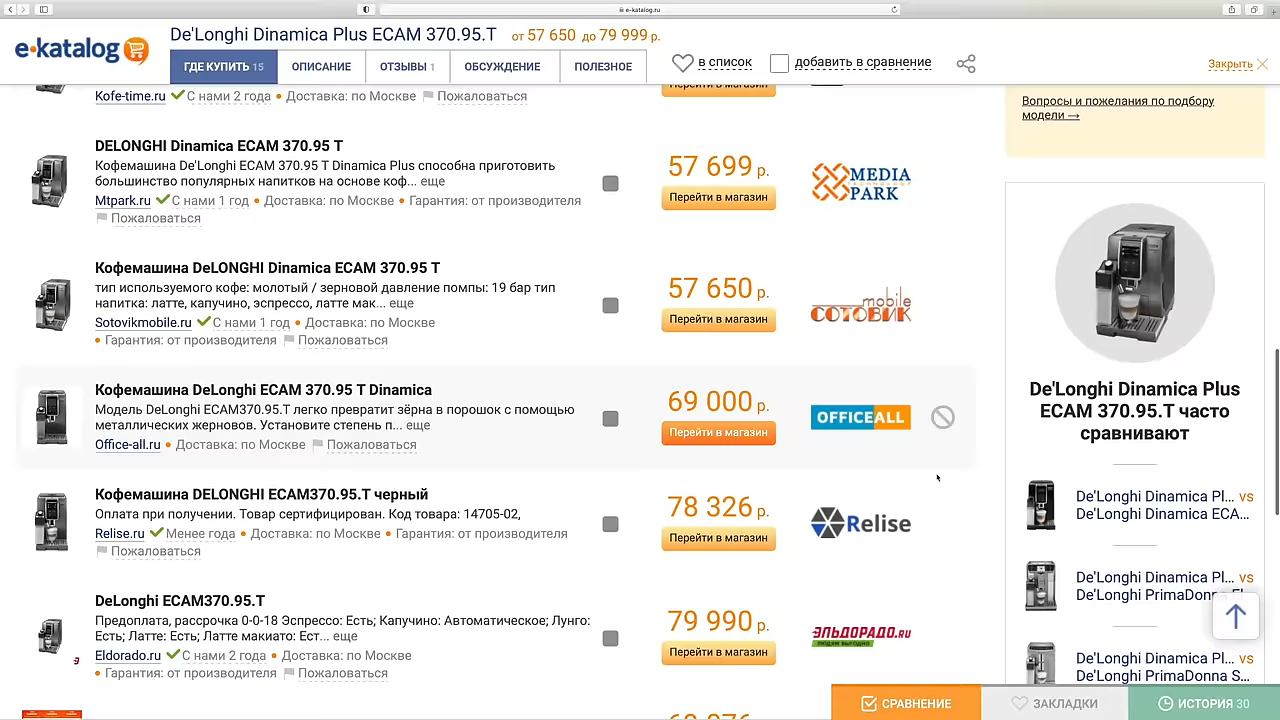 e-katalog.ru
e-katalog
De'Longhi Dinamica Plus ECAM 370.95.T от 57 650 до 79 999 р.
ГДЕ КУПИТЬ 15
ОПИСАНИЕ
ОТЗЫВЫ 1
ОБСУЖДЕНИЕ
ПОЛЕЗНОЕ
в список
добавить в сравнение
Закрыть
Kofe-time.ru С нами 2 года • Доставка: по Москве Пожаловаться
Перейти в магазин
DELONGHI Dinamica ECAM 370.95 T
Кофемашина De'Longhi ECAM 370.95 T Dinamica Plus способна приготовить
большинство популярных напитков на основе коф... еще
Mtpark.ru С нами 1 год • Доставка: по Москве • Гарантия: от производителя
Пожаловаться
57 699 р.
Перейти в магазин
MEDIA
TECHNOLOGY
PARK
Кофемашина DeLONGHI Dinamica ECAM 370.95 T
тип используемого кофе: молотый / зерновой давление помпы: 19 бар тип
напитка: латте, капучино, эспрессо, латте мак... еще
Sotovikmobile.ru С нами 1 год • Доставка: по Москве
• Гарантия: от производителя Пожаловаться
57 650 р.
Перейти в магазин
mobile
СОТОВИК
Кофемашина DeLonghi ECAM 370.95 T Dinamica
Модель DeLonghi ECAM370.95.T легко превратит зёрна в порошок с помощью
металлических жерновов. Установите степень п... еще
Office-all.ru • Доставка: по Москве Пожаловаться
69 000 р.
Перейти в магазин
OFFICEALL
Кофемашина DELONGHI ECAM370.95.T черный
Оплата при получении. Товар сертифицирован. Код товара: 14705-02,
Relise.ru Менее года • Доставка: по Москве • Гарантия: от производителя
Пожаловаться
78 326 р.
Перейти в магазин
Relise
DeLonghi ECAM370.95.T
Предоплата, рассрочка 0-0-18 Эспрессо: Есть; Капучино: Автоматическое; Лунго:
Есть; Латте: Есть; Латте макиато: Ест... еще
Eldorado.ru С нами 2 года • Доставка: по Москве
• Гарантия: от производителя Пожаловаться
79 990 р.
Перейти в магазин
ЭЛЬДОРАДО.RU
ЛЮДЯМ ВЫГОДНО
Вопросы и пожелания по подбору
модели →
De'Longhi Dinamica Plus
ECAM 370.95.T часто
сравнивают
De'Longhi Dinamica Pl... vs
De'Longhi Dinamica ECA...
De'Longhi Dinamica Pl... vs
De'Longhi PrimaDonna
De'Longhi Dinamica Pl... vs
De'Longhi PrimaDonna S...
СРАВНЕНИЕ
ЗАКЛАДКИ
ИСТОРИЯ 30